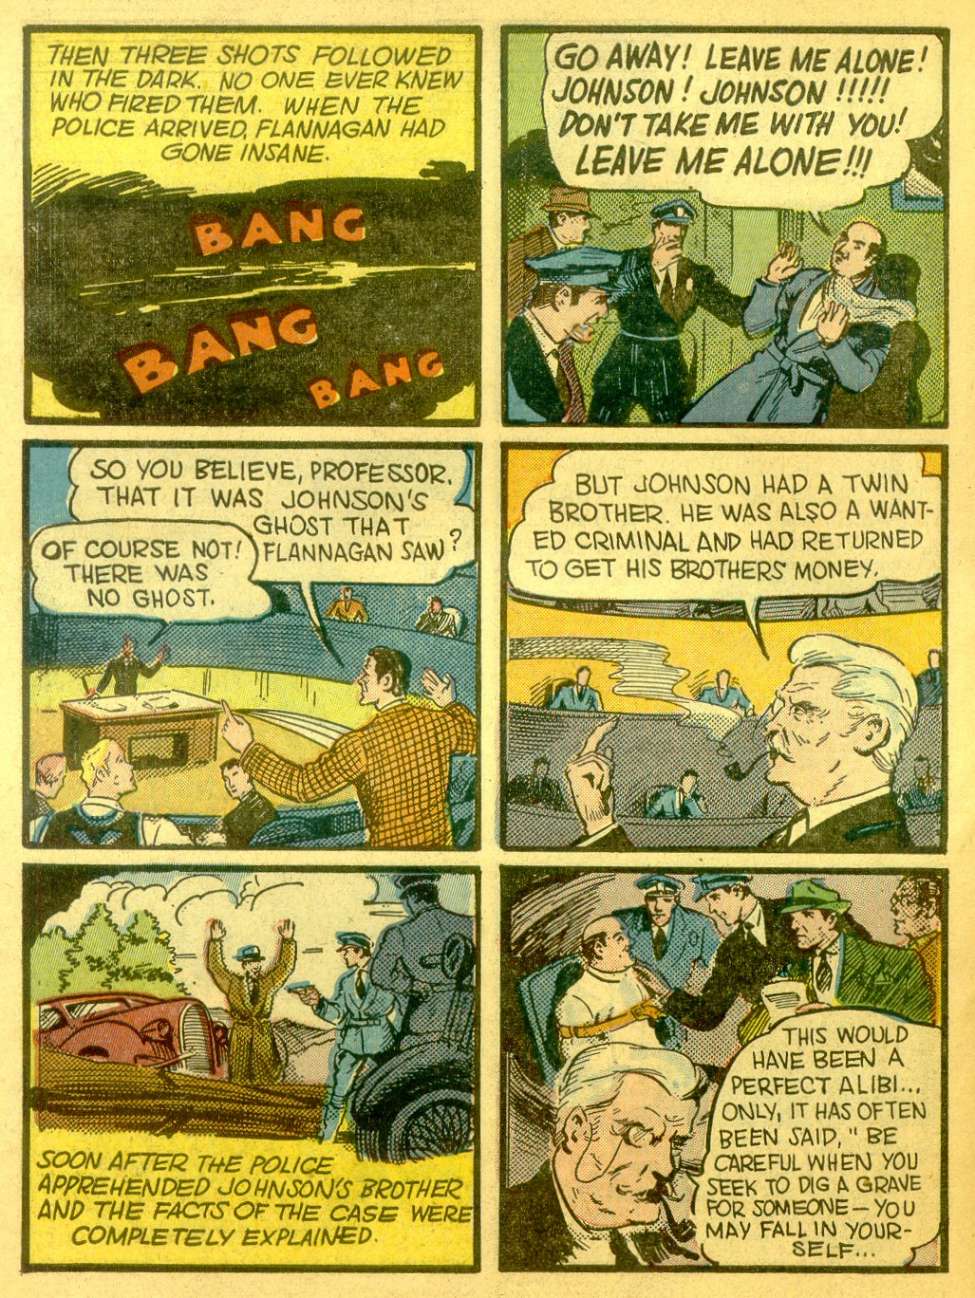 THEN THREE SHOTS FOLLOWED
IN THE DARK. NO ONE EVER KNEW
WHO FIRED THEM. WHEN THE
POLICE ARRIVED, FLANNAGAN HAD
GONE INSANE.
BANG
BANG
BANG
GO AWAY! LEAVE ME ALONE!
JOHNSON! JOHNSON!!!!!
DON'T TAKE ME WITH YOU!
LEAVE ME ALONE!!!
SO YOU BELIEVE, PROFESSOR,
THAT IT WAS JOHNSON'S
GHOST THAT
FLANNAGAN SAW?
OF COURSE NOT!
THERE WAS
NO GHOST.
BUT JOHNSON HAD A TWIN
BROTHER. HE WAS ALSO A WANT-
ED CRIMINAL AND HAD RETURNED
TO GET HIS BROTHERS' MONEY.
SOON AFTER THE POLICE
APPREHENDED JOHNSON'S BROTHER
AND THE FACTS OF THE CASE WERE
COMPLETELY EXPLAINED.
THIS WOULD
HAVE BEEN A
PERFECT ALIBI...
ONLY, IT HAS OFTEN
BEEN SAID, "BE
CAREFUL WHEN YOU
SEEK TO DIG A GRAVE
FOR SOMEONE—YOU
MAY FALL IN YOUR-
SELF...